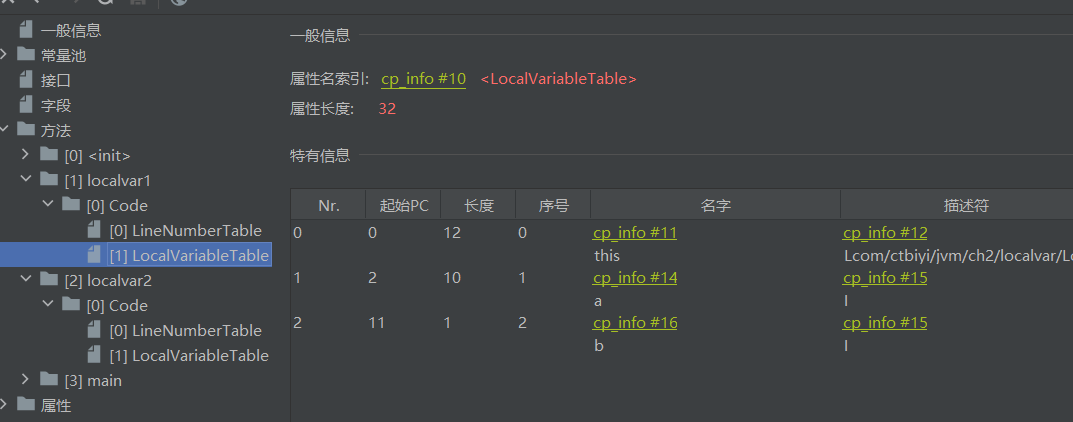 一般信息
常量池
接口
字段
方法
[0] <init>
[1] localvar1
[0] Code
[0] LineNumberTable
[1] LocalVariableTable
[2] localvar2
[0] Code
[0] LineNumberTable
[1] LocalVariableTable
[3] main
属性
一般信息
属性名索引: cp_info #10 <LocalVariableTable>
属性长度: 32
特有信息
Nr. 起始PC 长度 序号 名字 描述符
0 0 12 0 cp_info #11 cp_info #12
this Lcom/ctbiyi/jvm/ch2/localvar/Lo
1 2 10 1 cp_info #14 cp_info #15
a I
2 11 1 2 cp_info #16 cp_info #15
b I